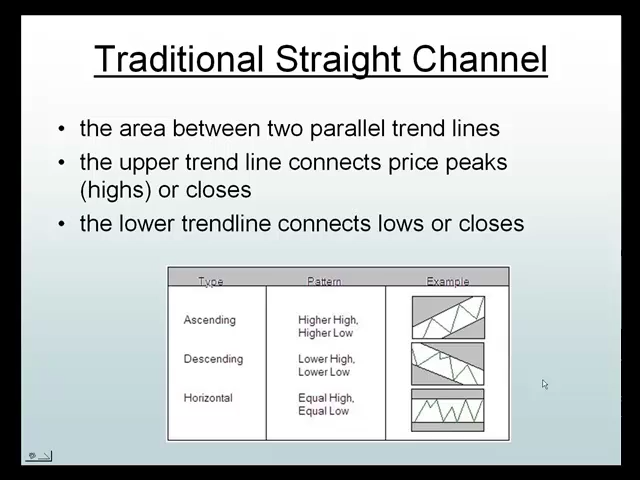 Traditional Straight Channel
• the area between two parallel trend lines
• the upper trend line connects price peaks
(highs) or closes
• the lower trendline connects lows or closes
Type Pattern Example
Ascending Higher High,
Higher Low
Descending Lower High,
Lower Low
Horizontal Equal High,
Equal Low